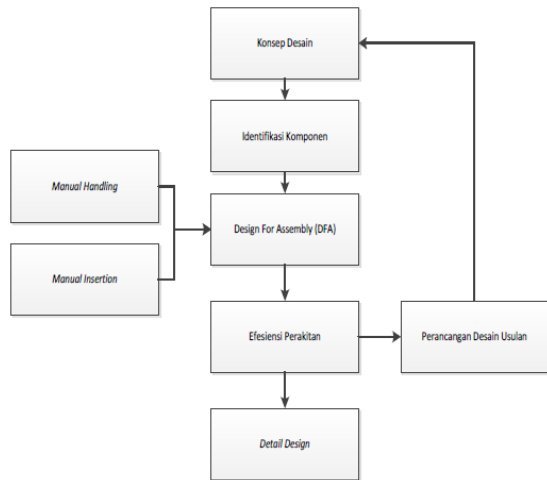 Konsep Desain
Identifikasi Komponen
Manual Handling
Design For Assembly (DFA)
Manual Insertion
Efesiensi Perakitan
Perancangan Desain Usulan
Detail Design